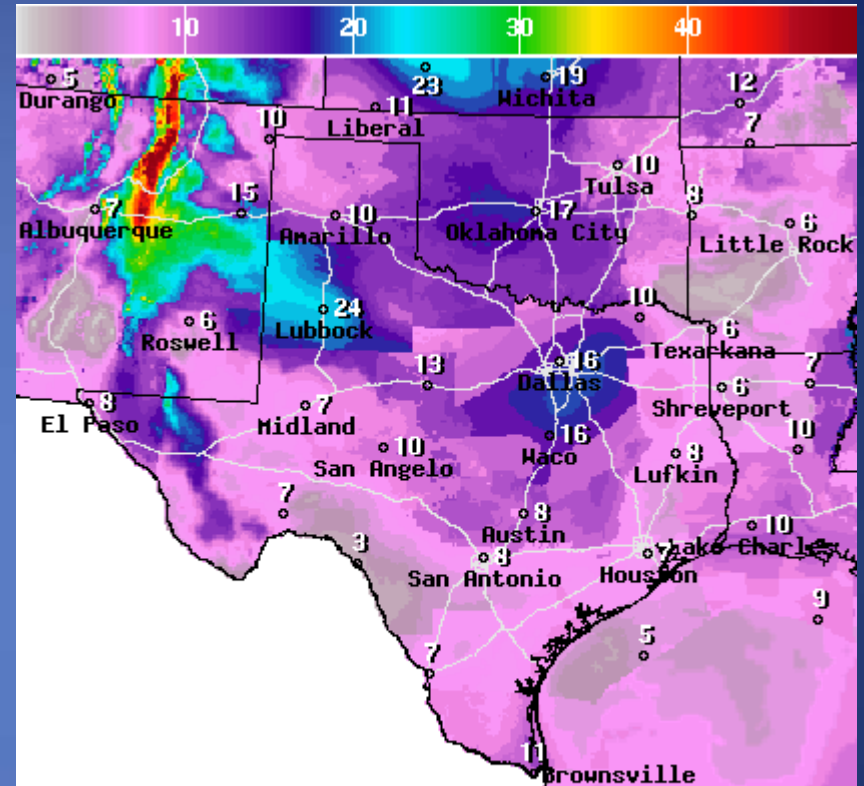 10 20 30 40
5
Durango
23
19
Wichita
11
Liberal
12
7
10
10
Tulsa
7
Albuquerque
15
10
Amarillo
17
Oklahoma City
8
6
Little Rock
6
Roswell
24
Lubbock
10
6
Texarkana
16
Dallas
13
7
6
Shreveport
8
El Paso
7
Midland
10
San Angelo
16
Waco
8
Lufkin
10
7
3
8
Austin
8
San Antonio
7
Houston
10
Lake Charles
9
5
7
11
Brownsville